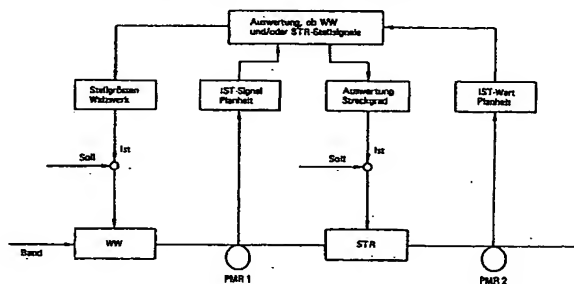 Auswertung, ob WW
und/oder STR-Stellsignale
Stellgrössen
Walzwerk
IST-Signal
Planheit
Auswertung
Streckgrad
IST-Wert
Planheit
Soll
Ist
Soll
Ist
Band
WW
STR
PMR 1
PMR 2